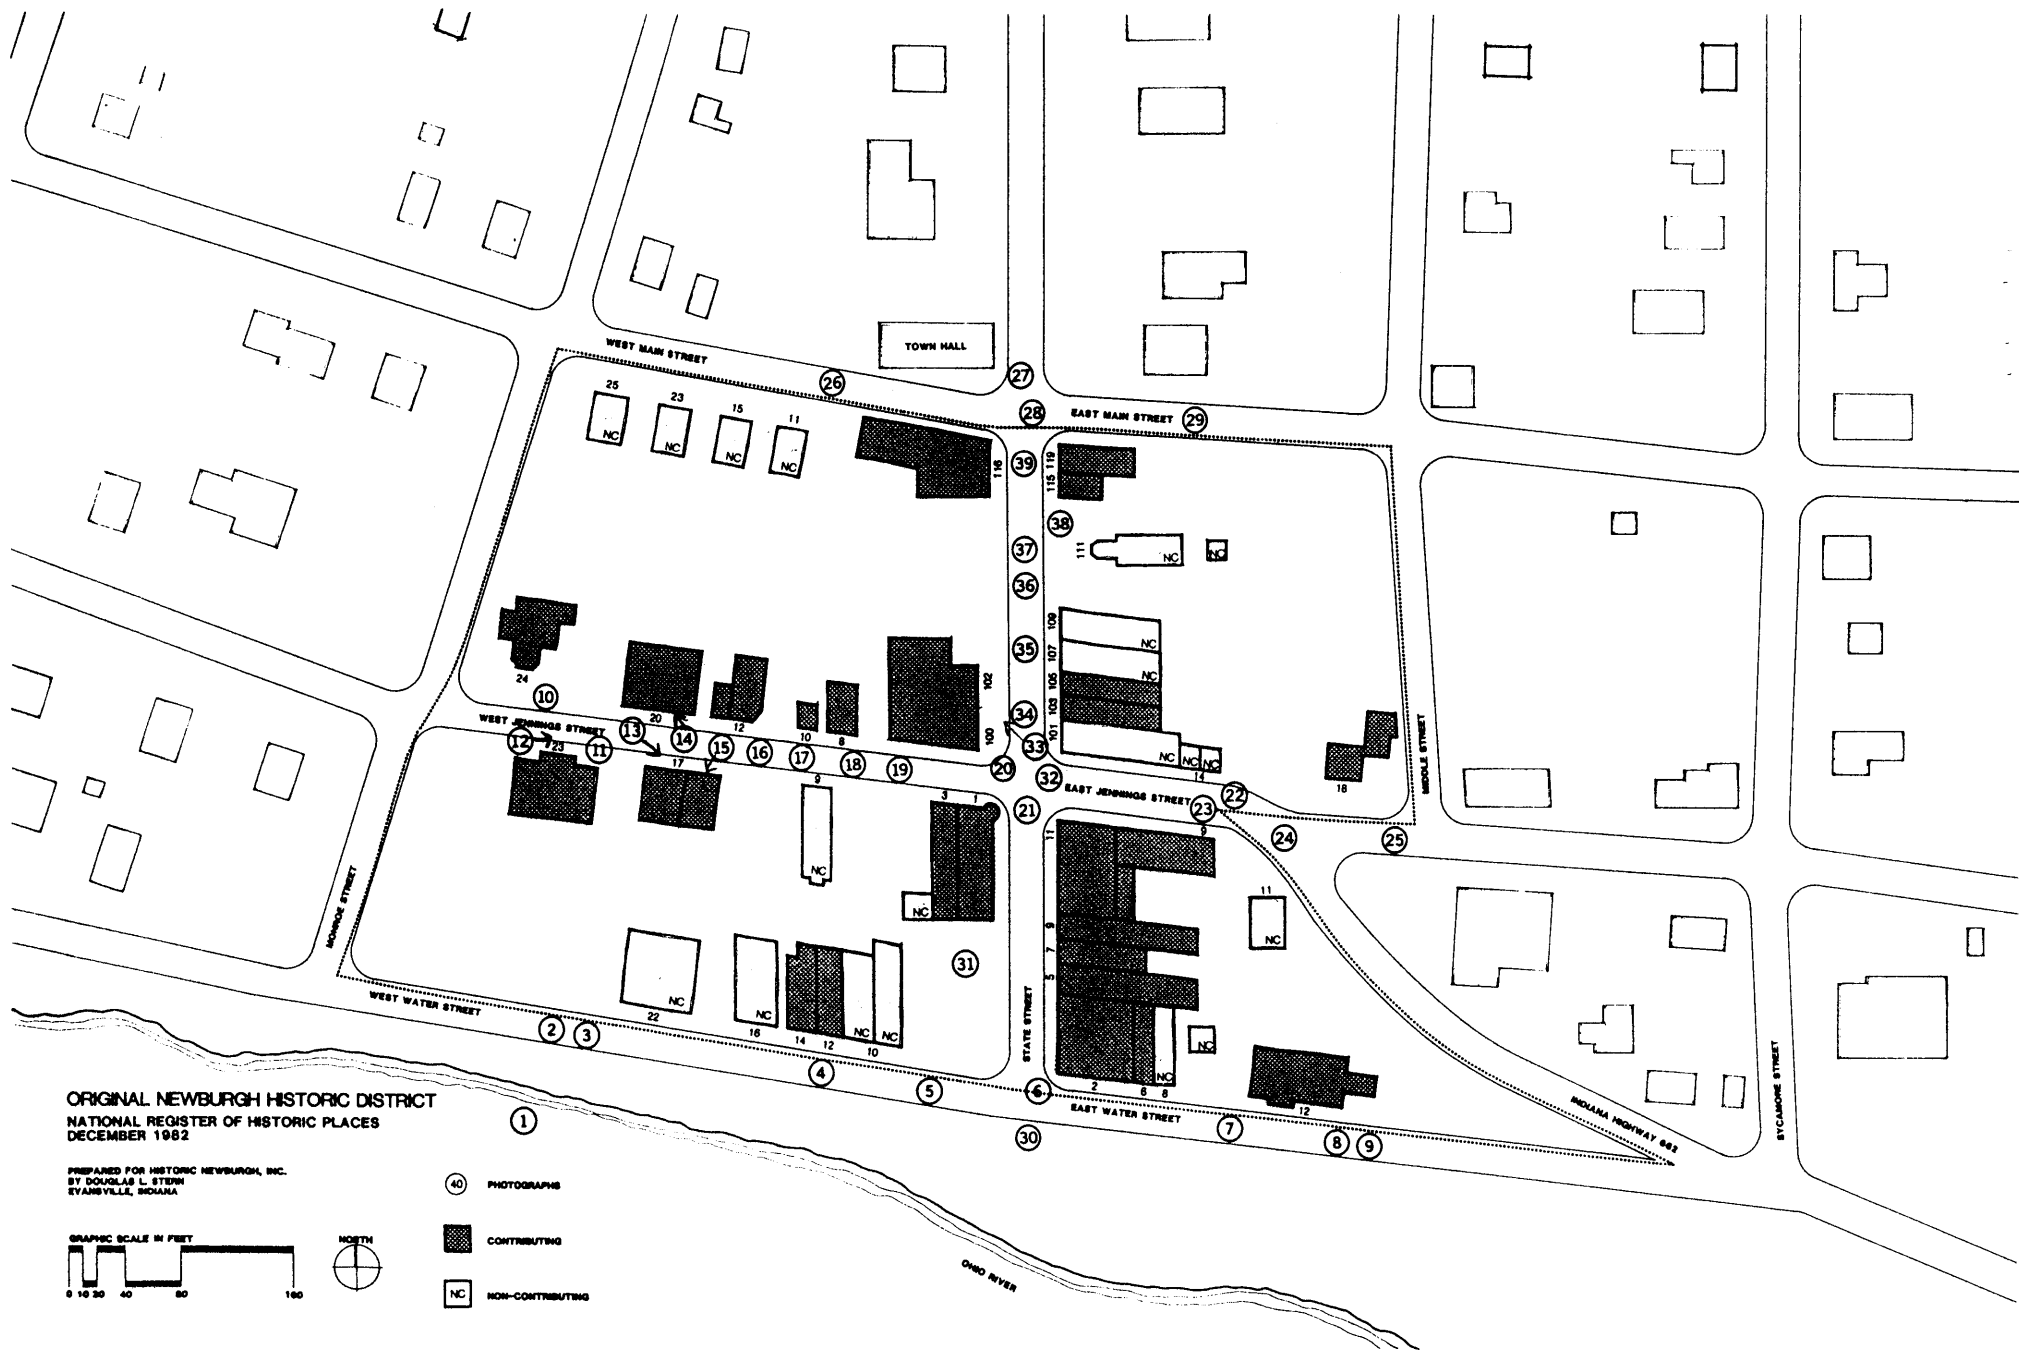 TOWN HALL
WEST MAIN STREET
26
27
28
EAST MAIN STREET
29
25
23
15
11
NC
NC
NC
NC
116
39
119
115
38
111
NC
NC
37
36
109
NC
35
107
NC
105
103
101
NC
NC
NC
14
102
100
34
33
32
24
10
20
12
10
8
WEST JENNINGS STREET
12
23
11
13
14
15
16
17
18
19
20
17
9
NC
3
1
NC
21
EAST JENNINGS STREET
22
23
24
25
18
MIDDLE STREET
11
9
9
7
5
11
NC
31
STATE STREET
MONROE STREET
WEST WATER STREET
2
3
22
NC
16
NC
14
12
10
NC
NC
4
5
6
2
6
8
NC
NC
12
EAST WATER STREET
7
8
9
30
1
INDIANA HIGHWAY 662
SYCAMORE STREET
OHIO RIVER
ORIGINAL NEWBURGH HISTORIC DISTRICT
NATIONAL REGISTER OF HISTORIC PLACES
DECEMBER 1982
PREPARED FOR HISTORIC NEWBURGH, INC.
BY DOUGLAS L. STERN
EVANSVILLE, INDIANA
GRAPHIC SCALE IN FEET
0 10 20 40 80 160
NORTH
40 PHOTOGRAPHS
CONTRIBUTING
NC NON-CONTRIBUTING